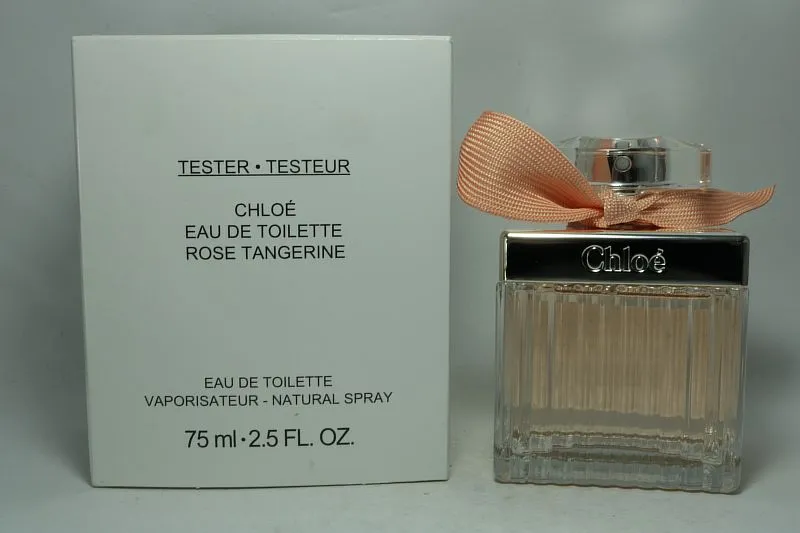 TESTER • TESTEUR
CHLOÉ
EAU DE TOILETTE
ROSE TANGERINE
EAU DE TOILETTE
VAPORISATEUR - NATURAL SPRAY
75 ml • 2.5 FL. OZ.
Chloé